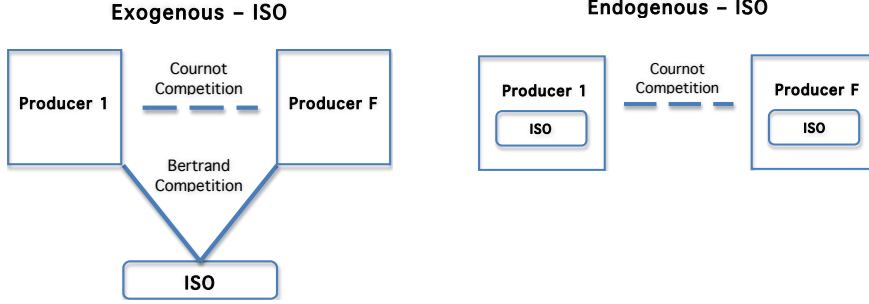 Exogenous – ISO
Producer 1
Cournot
Competition
Producer F
Bertrand
Competition
ISO
Endogenous – ISO
Producer 1
ISO
Cournot
Competition
Producer F
ISO